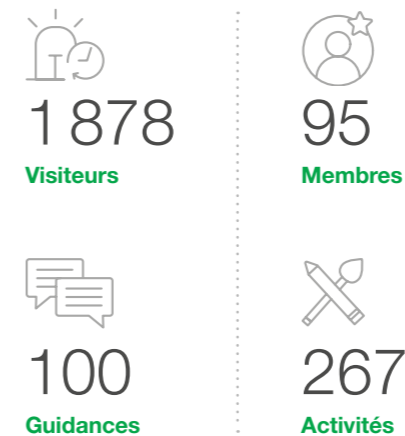 1 878
Visiteurs
95
Membres
100
Guidances
267
Activités